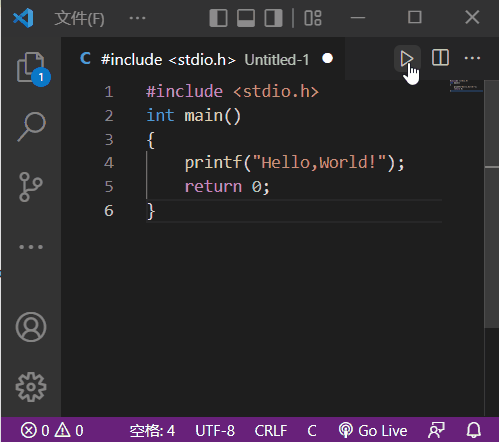 文件(F) ···
1
C #include <stdio.h> Untitled-1
1 #include <stdio.h>
2 int main()
3 {
4     printf("Hello,World!");
5     return 0;
6 }
0 0 空格: 4 UTF-8 CRLF C Go Live